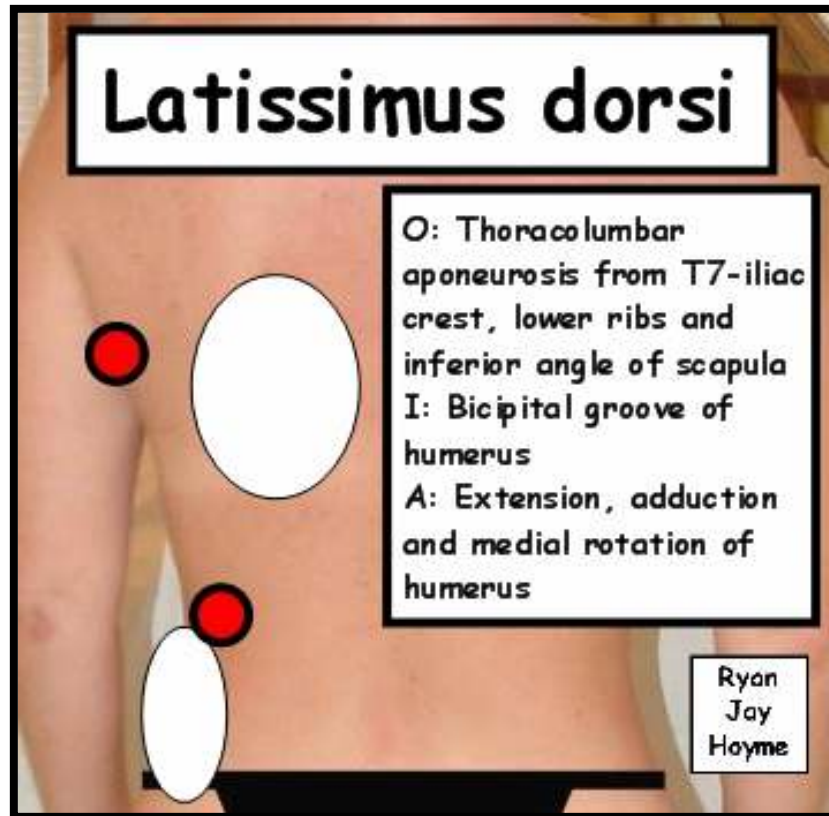 Latissimus dorsi
O: Thoracolumbar
aponeurosis from T7-iliac
crest, lower ribs and
inferior angle of scapula
I: Bicipital groove of
humerus
A: Extension, adduction
and medial rotation of
humerus
Ryan
Jay
Hoyme